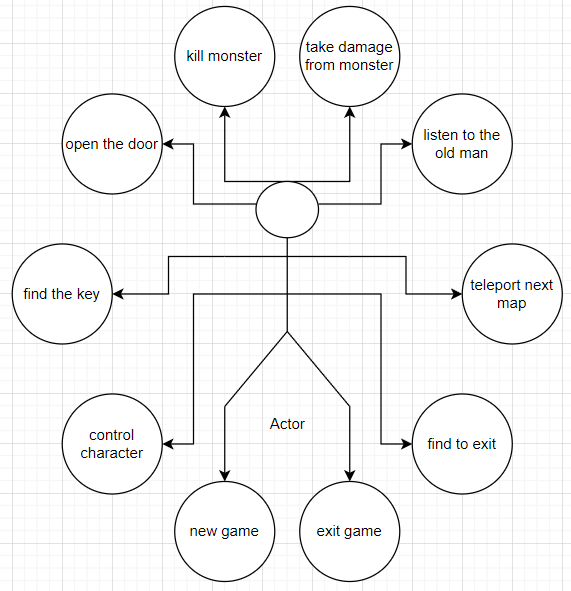 kill monster
take damage
from monster
open the door
listen to the
old man
find the key
teleport next
map
control
character
Actor
find to exit
new game
exit game